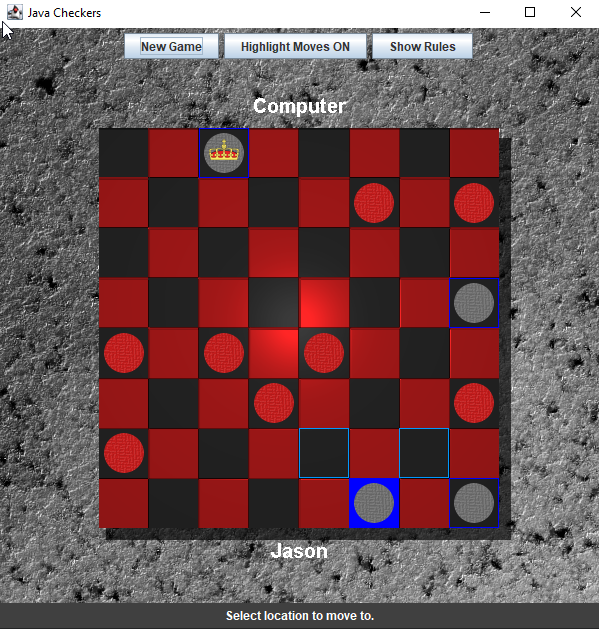 Java Checkers
New Game Highlight Moves ON Show Rules
Computer
Jason
Select location to move to.